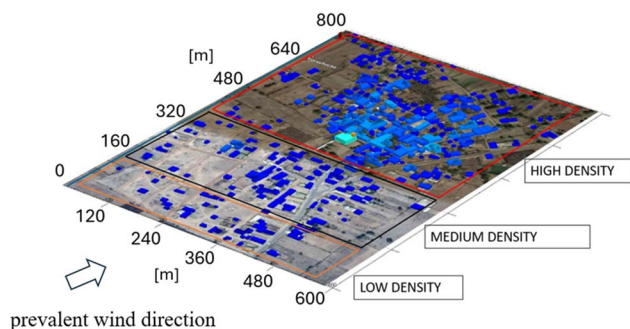 800
[m]
640
480
320
160
0
120
240
[m]
360
480
600
HIGH DENSITY
MEDIUM DENSITY
LOW DENSITY
prevalent wind direction